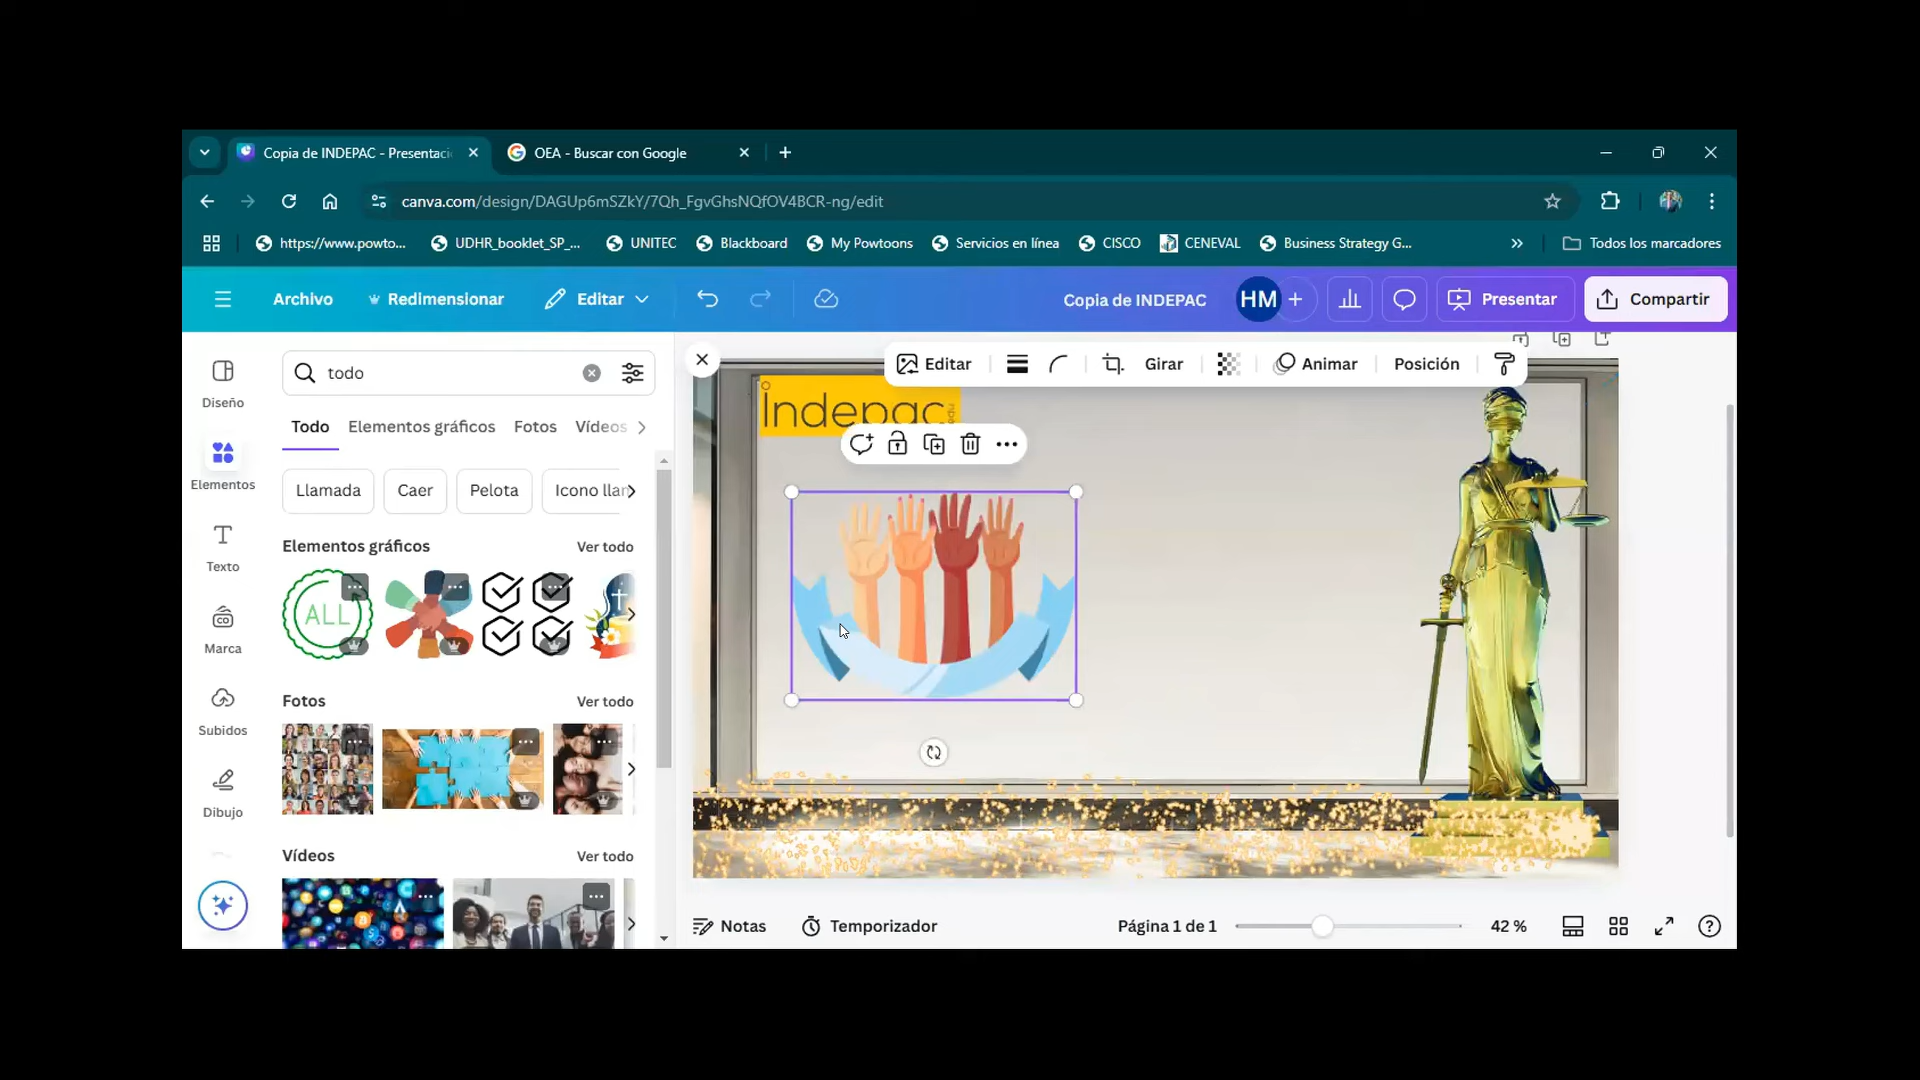 Copia de INDEPAC - Presentaci
OEA - Buscar con Google
canva.com/design/DAGUp6mSZkY/7Qh_FgvGhsNQfOV4BCR-ng/edit
https://www.powto...
UDHR_booklet_SP_...
UNITEC
Blackboard
My Powtoons
Servicios en línea
CISCO
CENEVAL
Business Strategy G...
Todos los marcadores
Archivo
Redimensionar
Editar
Copia de INDEPAC
HM
Presentar
Compartir
Diseño
Elementos
Texto
Marca
Subidos
Dibujo
todo
Todo
Elementos gráficos
Fotos
Vídeos
Llamada
Caer
Pelota
Icono llan
Elementos gráficos
Ver todo
ALL
Fotos
Ver todo
Vídeos
Ver todo
Editar
Girar
Animar
Posición
Indepac
Notas
Temporizador
Página 1 de 1
42 %